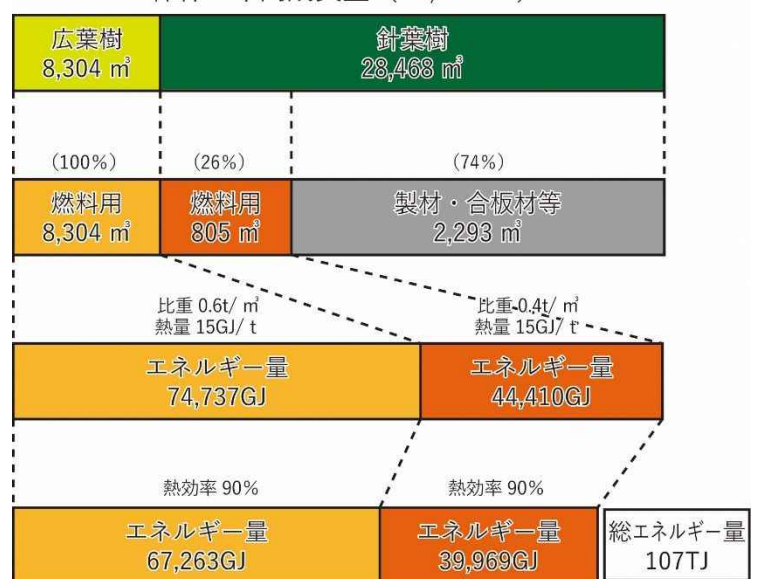 広葉樹
8,304 ㎥
針葉樹
28,468 ㎥
(100%)
(26%)
(74%)
燃料用
8,304 ㎥
燃料用
805 ㎥
製材・合板材等
2,293 ㎥
比重 0.6t/ ㎥
熱量 15GJ/ t
比重 0.4t/ ㎥
熱量 15GJ/ t
エネルギー量
74,737GJ
エネルギー量
44,410GJ
熱効率 90%
熱効率 90%
エネルギー量
67,263GJ
エネルギー量
39,969GJ
総エネルギー量
107TJ